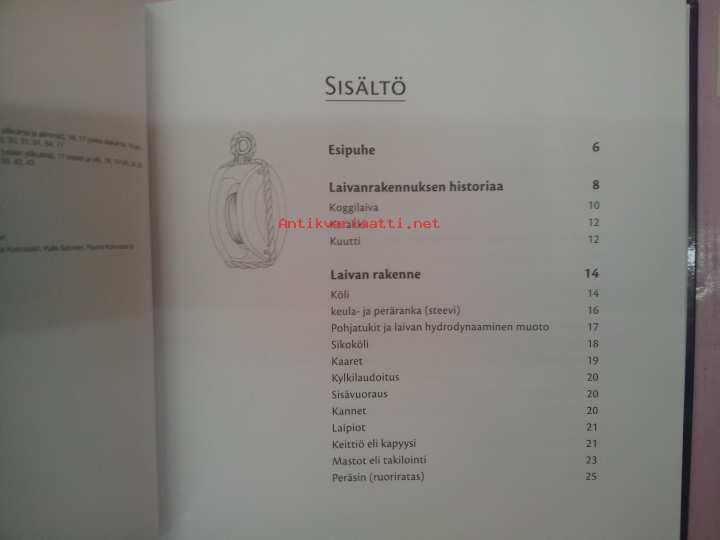 SISÄLTÖ
Esipuhe 6
Laivanrakennuksen historiaa 8
Koggilaiva 10
Antikvariaatti.net
12
Kuutti 12
Laivan rakenne 14
Köli 14
keula- ja peräranka (steevi) 16
Pohjatukit ja laivan hydrodynaaminen muoto 17
Sikoköli 18
Kaaret 19
Kylkilaudoitus 20
Sisävuoraus 20
Kannet 20
Laipiot 21
Keittiö eli kapyysi 21
Mastot eli takilointi 23
Peräsin (ruoriratas) 25